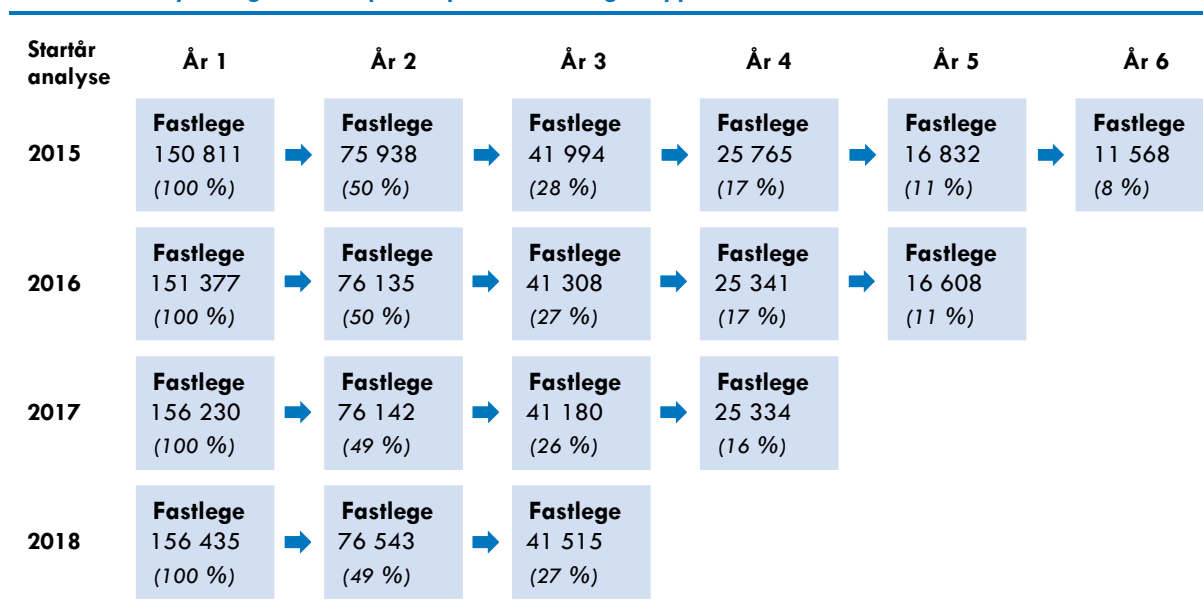 Startår
analyse
År 1
År 2
År 3
År 4
År 5
År 6
2015
Fastlege
150 811
(100 %)
Fastlege
75 938
(50 %)
Fastlege
41 994
(28 %)
Fastlege
25 765
(17 %)
Fastlege
16 832
(11 %)
Fastlege
11 568
(8 %)
2016
Fastlege
151 377
(100 %)
Fastlege
76 135
(50 %)
Fastlege
41 308
(27 %)
Fastlege
25 341
(17 %)
Fastlege
16 608
(11 %)
2017
Fastlege
156 230
(100 %)
Fastlege
76 142
(49 %)
Fastlege
41 180
(26 %)
Fastlege
25 334
(16 %)
2018
Fastlege
156 435
(100 %)
Fastlege
76 543
(49 %)
Fastlege
41 515
(27 %)